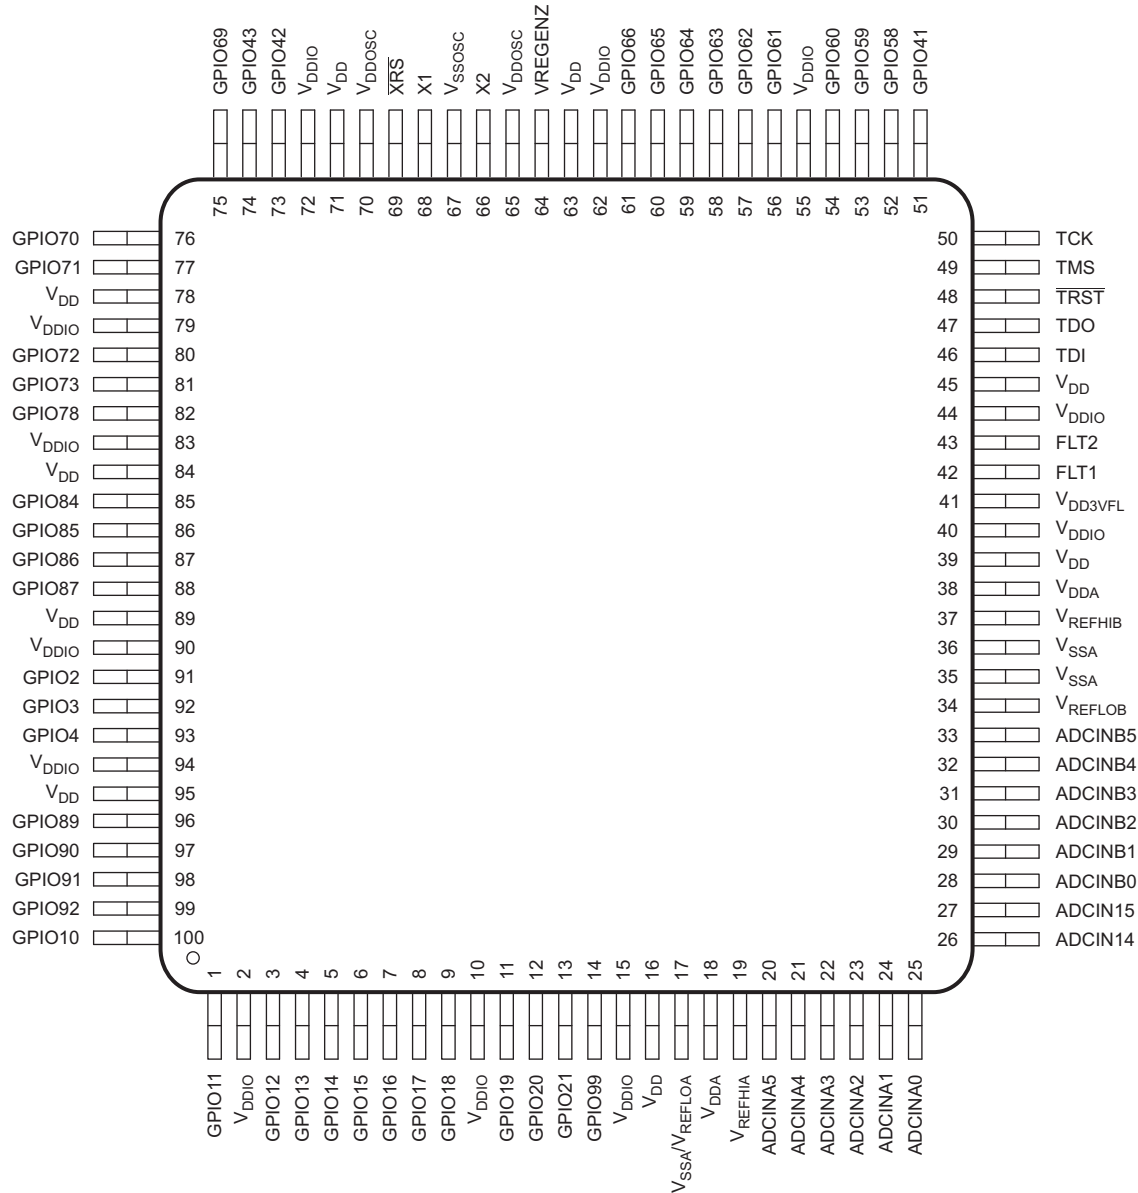 GPIO69 GPIO43 GPIO42 VDDIO VDD VDDOSC XRS X1 VSSOSC X2 VDDOSC VREGENZ VDD VDDIO GPIO66 GPIO65 GPIO64 GPIO63 GPIO62 GPIO61 VDDIO GPIO60 GPIO59 GPIO58 GPIO41
75 74 73 72 71 70 69 68 67 66 65 64 63 62 61 60 59 58 57 56 55 54 53 52 51
GPIO70 76 50 TCK
GPIO71 77 49 TMS
VDD 78 48 TRST
VDDIO 79 47 TDO
GPIO72 80 46 TDI
GPIO73 81 45 VDD
GPIO78 82 44 VDDIO
VDDIO 83 43 FLT2
VDD 84 42 FLT1
GPIO84 85 41 VDD3VFL
GPIO85 86 40 VDDIO
GPIO86 87 39 VDD
GPIO87 88 38 VDDA
VDD 89 37 VREFHIB
VDDIO 90 36 VSSA
GPIO2 91 35 VSSA
GPIO3 92 34 VREFLOB
GPIO4 93 33 ADCINB5
VDDIO 94 32 ADCINB4
VDD 95 31 ADCINB3
GPIO89 96 30 ADCINB2
GPIO90 97 29 ADCINB1
GPIO91 98 28 ADCINB0
GPIO92 99 27 ADCIN15
GPIO10 100 26 ADCIN14
1 2 3 4 5 6 7 8 9 10 11 12 13 14 15 16 17 18 19 20 21 22 23 24 25
GPIO11 VDDIO GPIO12 GPIO13 GPIO14 GPIO15 GPIO16 GPIO17 GPIO18 VDDIO GPIO19 GPIO20 GPIO21 GPIO99 VDDIO VDD VSSA/VREFLOA VDDA VREFHIA ADCINA5 ADCINA4 ADCINA3 ADCINA2 ADCINA1 ADCINA0